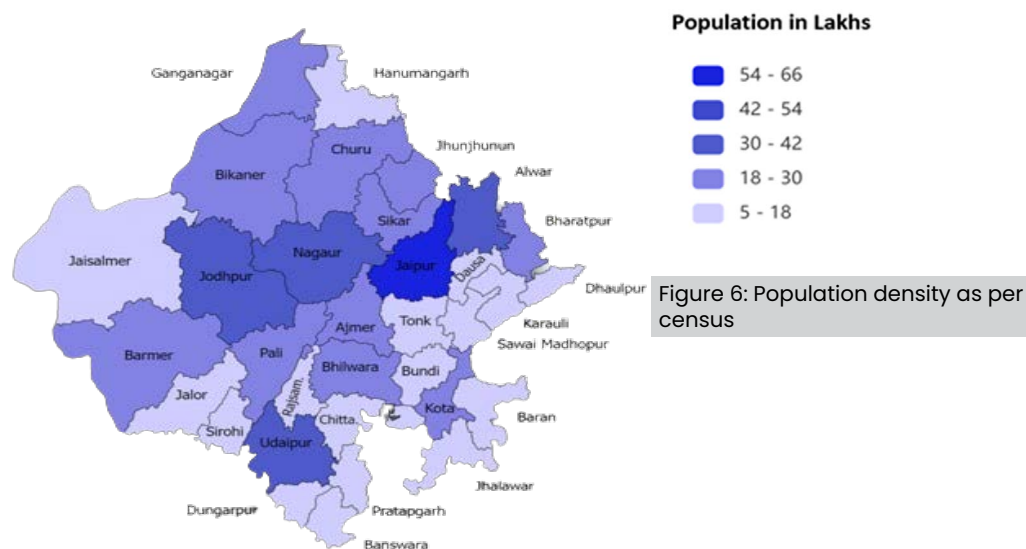 Population in Lakhs
54 - 66
42 - 54
30 - 42
18 - 30
5 - 18
Ganganagar
Hanumangarh
Churu
Jhunjhunun
Bikaner
Alwar
Sikar
Bharatpur
Nagaur
Jaisalmer
Jaipur
Jodhpur
Dausa
Dhaulpur
Tonk
Karauli
Ajmer
Sawai Madhopur
Barmer
Pali
Bhilwara
Bundi
Jalor
Rajsam.
Kota
Baran
Sirohi
Chitta.
Udaipur
Jhalawar
Dungarpur
Pratapgarh
Banswara
Figure 6: Population density as per
census